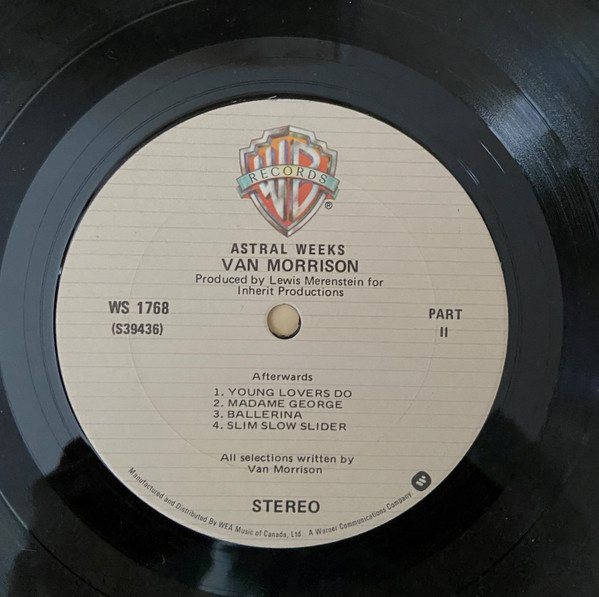 WB
RECORDS
®
ASTRAL WEEKS
VAN MORRISON
Produced by Lewis Merenstein for
Inherit Productions
WS 1768
(S39436)
PART
II
Afterwards
1. YOUNG LOVERS DO
2. MADAME GEORGE
3. BALLERINA
4. SLIM SLOW SLIDER
All selections written by
Van Morrison
STEREO
Manufactured and Distributed By WEA Music of Canada, Ltd. A Warner Communications Company